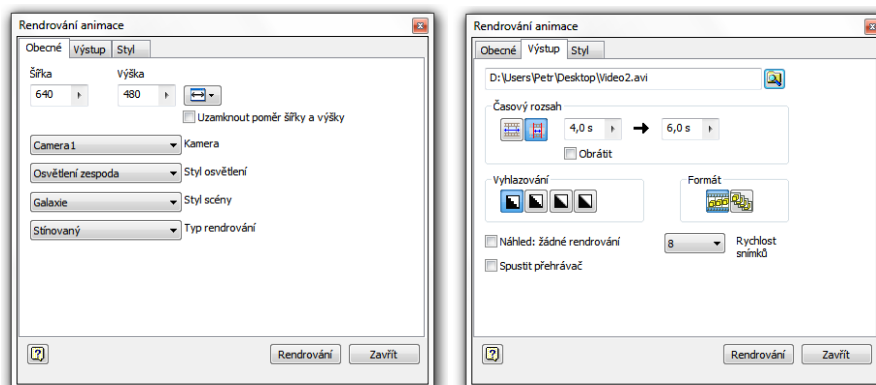 Rendrování animace
Obecné Výstup Styl
Šířka Výška
640 480
Uzamknout poměr šířky a výšky
Camera1 Kamera
Osvětlení zespoda Styl osvětlení
Galaxie Styl scény
Stínovaný Typ rendrování
Rendrování Zavřít
Rendrování animace
Obecné Výstup Styl
D:\Users\Petr\Desktop\Video2.avi
Časový rozsah
4,0 s 6,0 s
Obrátit
Vyhlazování Formát
Náhled: žádné rendrování 8 Rychlost
snímků
Spustit přehrávač
Rendrování Zavřít